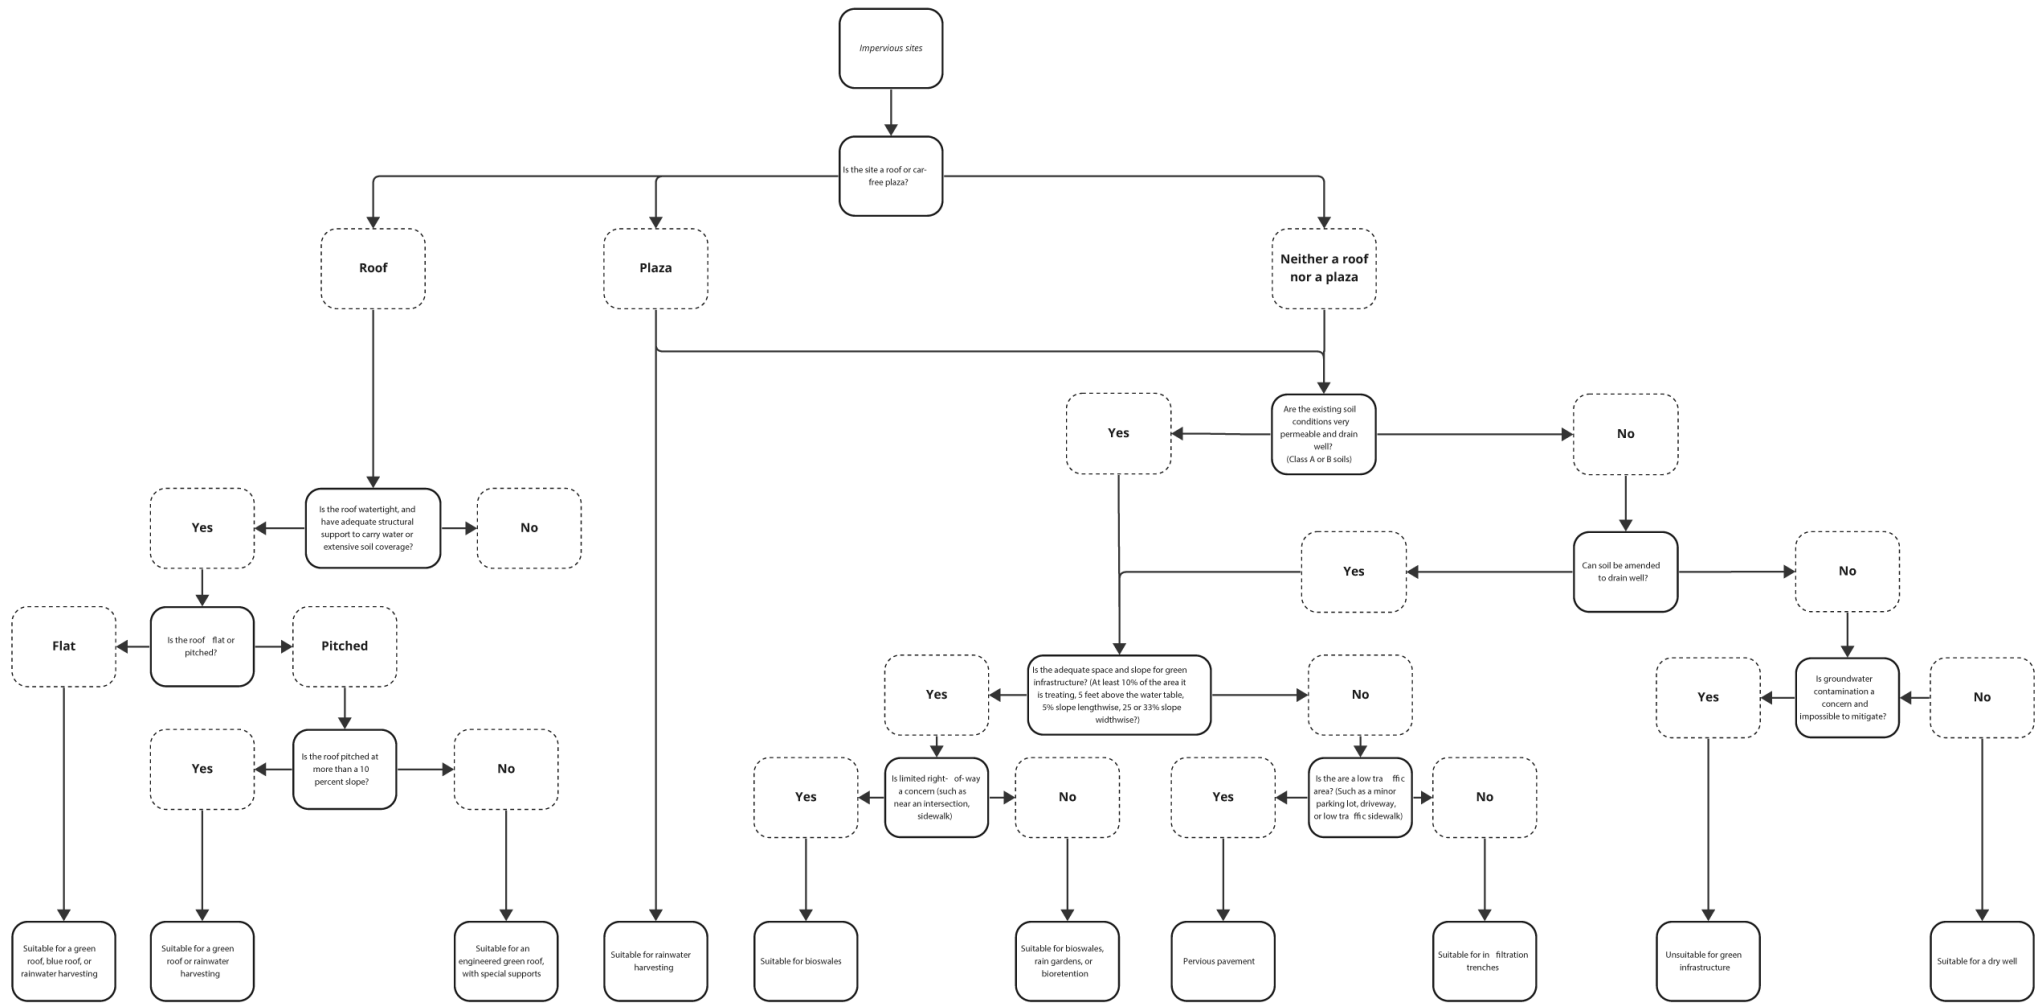 Impervious sites
Is the site a roof or car-
free plaza?
Roof
Plaza
Neither a roof
nor a plaza
Are the existing soil
conditions very
permeable and drain
well?
(Class A or B soils)
Yes
No
Is the roof watertight, and
have adequate structural
support to carry water or
extensive soil coverage?
Yes
No
Can soil be amended
to drain well?
Yes
No
Is the roof flat or
pitched?
Flat
Pitched
Is the adequate space and slope for green
infrastructure? (At least 10% of the area it
is treating, 5 feet above the water table,
5% slope lengthwise, 25 or 33% slope
widthwise?)
Yes
No
Is groundwater
contamination a
concern and
impossible to mitigate?
Yes
No
Is the roof pitched at
more than a 10
percent slope?
Yes
No
Is limited right- of- way
a concern (such as
near an intersection,
sidewalk)
Yes
No
Is the are a low tra ffic
area? (Such as a minor
parking lot, driveway,
or low tra ffic sidewalk)
Yes
No
Suitable for a green
roof, blue roof, or
rainwater harvesting
Suitable for a green
roof or rainwater
harvesting
Suitable for an
engineered green roof,
with special supports
Suitable for rainwater
harvesting
Suitable for bioswales
Suitable for bioswales,
rain gardens, or
bioretention
Pervious pavement
Suitable for in filtration
trenches
Unsuitable for green
infrastructure
Suitable for a dry well